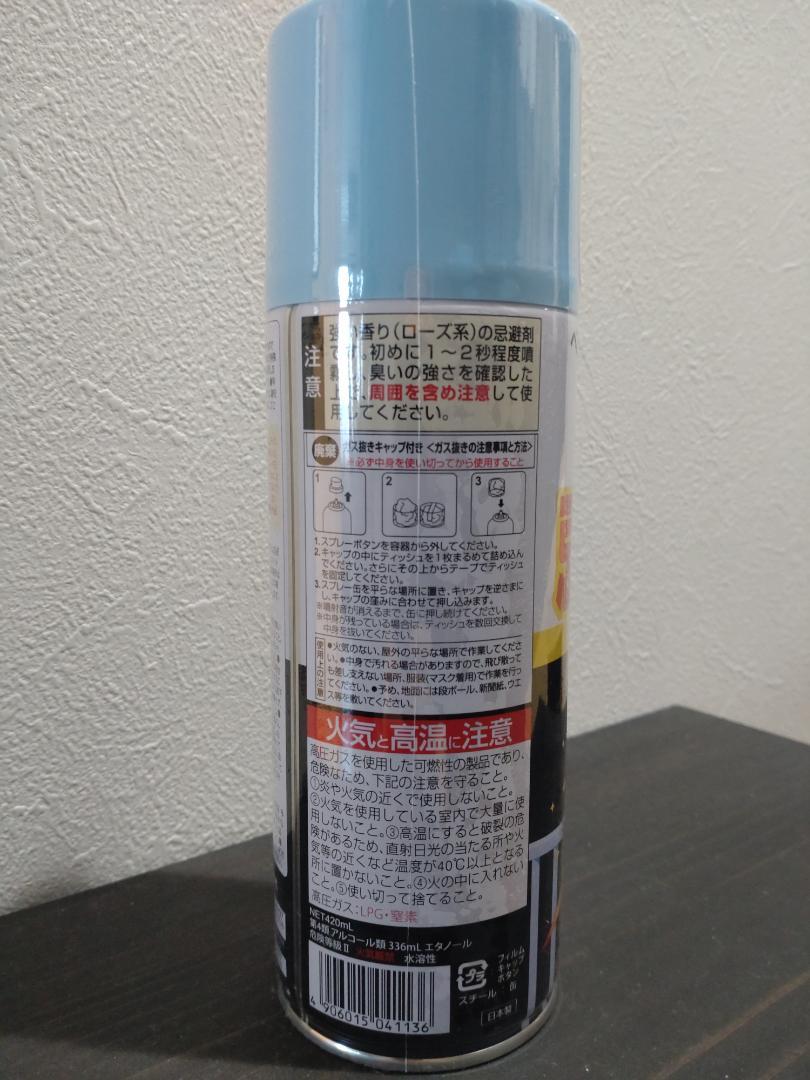 注意
強い香り(ローズ系)の忌避剤
です。初めに1〜2秒程度噴
霧し、臭いの強さを確認した
上で、周囲を含め注意して使
用してください。
廃棄
ガス抜きキャップ付き <ガス抜きの注意事項と方法>
※必ず中身を使い切ってから使用すること
1
2
3
1.スプレーボタンを容器から外してください。
2.キャップの中にティッシュを1枚まるめて詰め込ん
でください。さらにその上からテープでティッシュ
を固定してください。
3.スプレー缶を平らな場所に置き、キャップを逆さまに
し、キャップの窪みに合わせて押し込みます。
※噴射音が消えるまで、缶に押し続けてください。
※中身が残っている場合は、ティッシュを数回交換して
中身を抜いてください。
使用上の注意
●火気のない、屋外の平らな場所で作業してくださ
い。●中身で汚れる場合がありますので、飛び散って
も差し支えない場所、服装(マスク着用)で作業を行っ
てください。●予め、地面には段ボール、新聞紙、ウエ
ス等を敷いてください。
火気と高温に注意
高圧ガスを使用した可燃性の製品であり、
危険なため、下記の注意を守ること。
①炎や火気の近くで使用しないこと。
②火気を使用している室内で大量に使
用しないこと。③高温にすると破裂の危
険があるため、直射日光の当たる所や火
気等の近くなど温度が40℃以上となる
所に置かないこと。④火の中に入れない
こと。⑤使い切って捨てること。
高圧ガス:LPG・窒素
NET420mL
第4類 アルコール類 336mL エタノール
危険等級Ⅱ 火気厳禁 水溶性
4 906015 041136
プラ
フィルム
キャップ
ボタン
スチール:缶
日本製